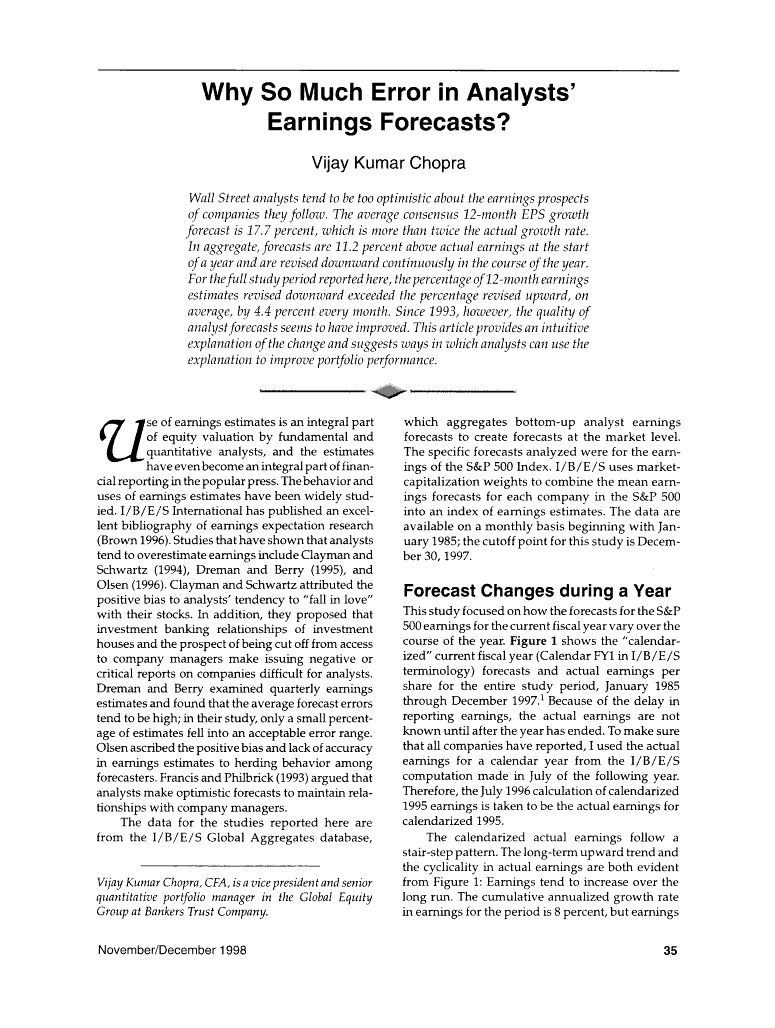 Why So Much Error in Analysts'
Earnings Forecasts?
Vijay Kumar Chopra
Wall Street analysts tend to be too optimistic about the earnings prospects
of companies they follow. The average consensus 12-month EPS growth
forecast is 17.7 percent, which is more than twice the actual growth rate.
In aggregate, forecasts are 11.2 percent above actual earnings at the start
of a year and are revised downward continuously in the course of the year.
For the full study period reported here, the percentage of 12-month earnings
estimates revised downward exceeded the percentage revised upward, on
average, by 4.4 percent every month. Since 1993, however, the quality of
analyst forecasts seems to have improved. This article provides an intuitive
explanation of the change and suggests ways in which analysts can use the
explanation to improve portfolio performance.
Use of earnings estimates is an integral part
of equity valuation by fundamental and
quantitative analysts, and the estimates
have even become an integral part of finan-
cial reporting in the popular press. The behavior and
uses of earnings estimates have been widely stud-
ied. I/B/E/S International has published an excel-
lent bibliography of earnings expectation research
(Brown 1996). Studies that have shown that analysts
tend to overestimate earnings include Clayman and
Schwartz (1994), Dreman and Berry (1995), and
Olsen (1996). Clayman and Schwartz attributed the
positive bias to analysts' tendency to "fall in love"
with their stocks. In addition, they proposed that
investment banking relationships of investment
houses and the prospect of being cut off from access
to company managers make issuing negative or
critical reports on companies difficult for analysts.
Dreman and Berry examined quarterly earnings
estimates and found that the average forecast errors
tend to be high; in their study, only a small percent-
age of estimates fell into an acceptable error range.
Olsen ascribed the positive bias and lack of accuracy
in earnings estimates to herding behavior among
forecasters. Francis and Philbrick (1993) argued that
analysts make optimistic forecasts to maintain rela-
tionships with company managers.
The data for the studies reported here are
from the I/B/E/S Global Aggregates database,
Vijay Kumar Chopra, CFA, is a vice president and senior
quantitative portfolio manager in the Global Equity
Group at Bankers Trust Company.
which aggregates bottom-up analyst earnings
forecasts to create forecasts at the market level.
The specific forecasts analyzed were for the earn-
ings of the S&P 500 Index. I/B/E/S uses market-
capitalization weights to combine the mean earn-
ings forecasts for each company in the S&P 500
into an index of earnings estimates. The data are
available on a monthly basis beginning with Jan-
uary 1985; the cutoff point for this study is Decem-
ber 30, 1997.
Forecast Changes during a Year
This study focused on how the forecasts for the S&P
500 earnings for the current fiscal year vary over the
course of the year. Figure 1 shows the "calendar-
ized" current fiscal year (Calendar FY1 in I/B/E/S
terminology) forecasts and actual earnings per
share for the entire study period, January 1985
through December 1997.1 Because of the delay in
reporting earnings, the actual earnings are not
known until after the year has ended. To make sure
that all companies have reported, I used the actual
earnings for a calendar year from the I/B/E/S
computation made in July of the following year.
Therefore, the July 1996 calculation of calendarized
1995 earnings is taken to be the actual earnings for
calendarized 1995.
The calendarized actual earnings follow a
stair-step pattern. The long-term upward trend and
the cyclicality in actual earnings are both evident
from Figure 1: Earnings tend to increase over the
long run. The cumulative annualized growth rate
in earnings for the period is 8 percent, but earnings
November/December 1998
35